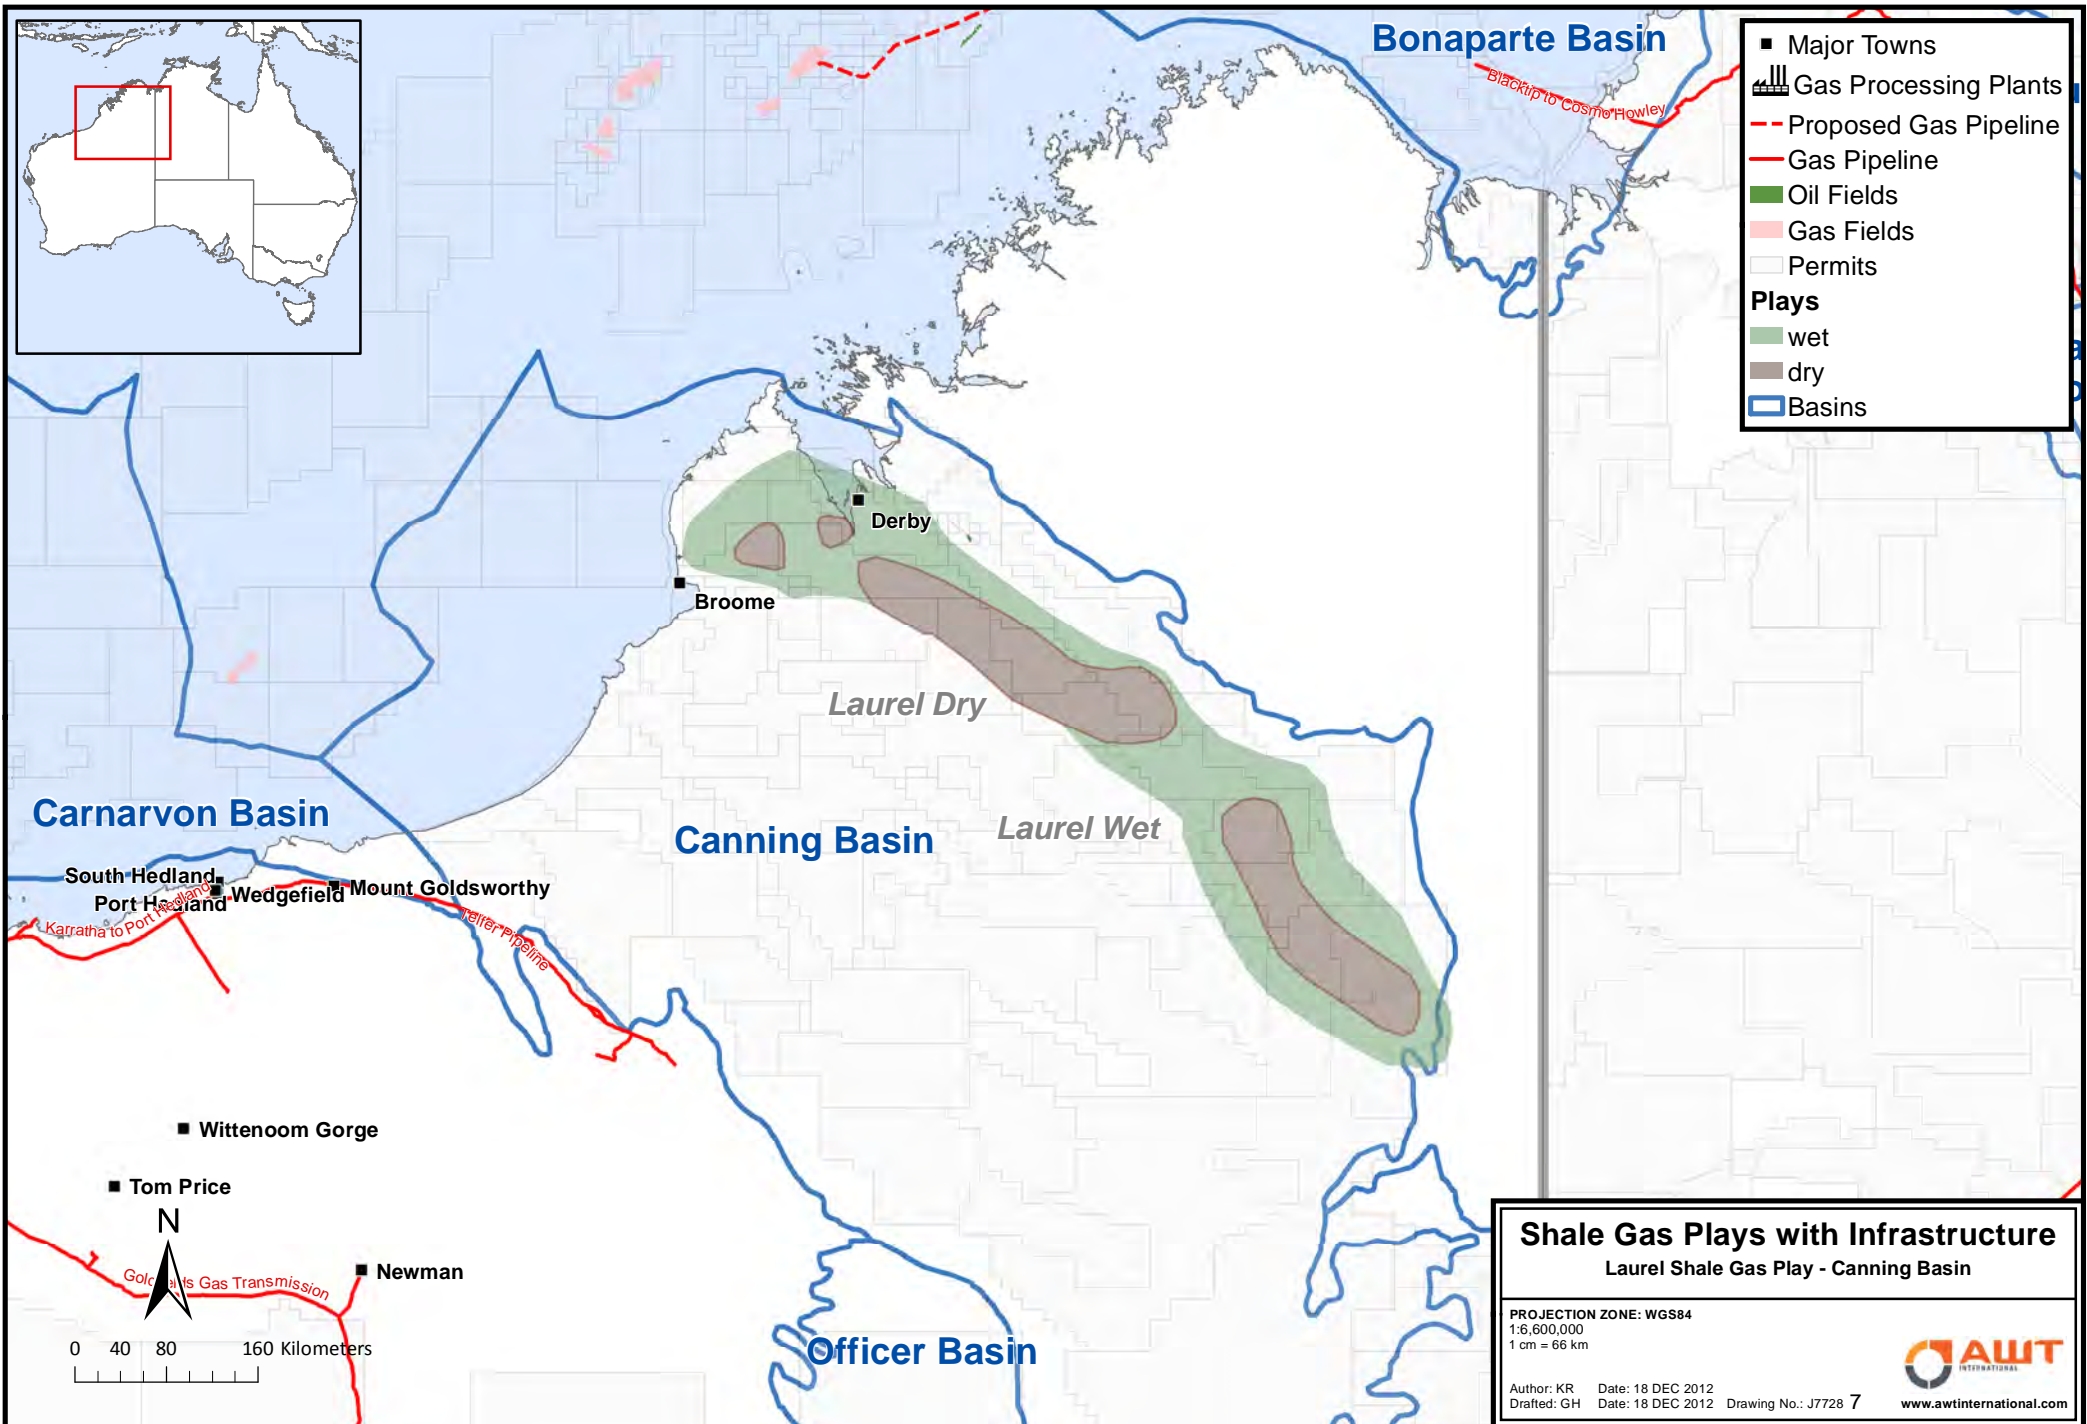 Bonaparte Basin
Blacktip to Cosmo Howley
Major Towns
Gas Processing Plants
Proposed Gas Pipeline
Gas Pipeline
Oil Fields
Gas Fields
Permits
Plays
wet
dry
Basins
Derby
Broome
Laurel Dry
Laurel Wet
Carnarvon Basin
Canning Basin
South Hedland
Port Hedland
Wedgefield
Mount Goldsworthy
Karratha to Port Hedland
Telfer Pipeline
Wittenoom Gorge
Tom Price
N
Newman
Goldfields Gas Transmission
0 40 80 160 Kilometers
Officer Basin
Shale Gas Plays with Infrastructure
Laurel Shale Gas Play - Canning Basin
PROJECTION ZONE: WGS84
1:6,600,000
1 cm = 66 km
Author: KR Date: 18 DEC 2012
Drafted: GH Date: 18 DEC 2012 Drawing No.: J7728 7
AWT
INTERNATIONAL
www.awtinternational.com